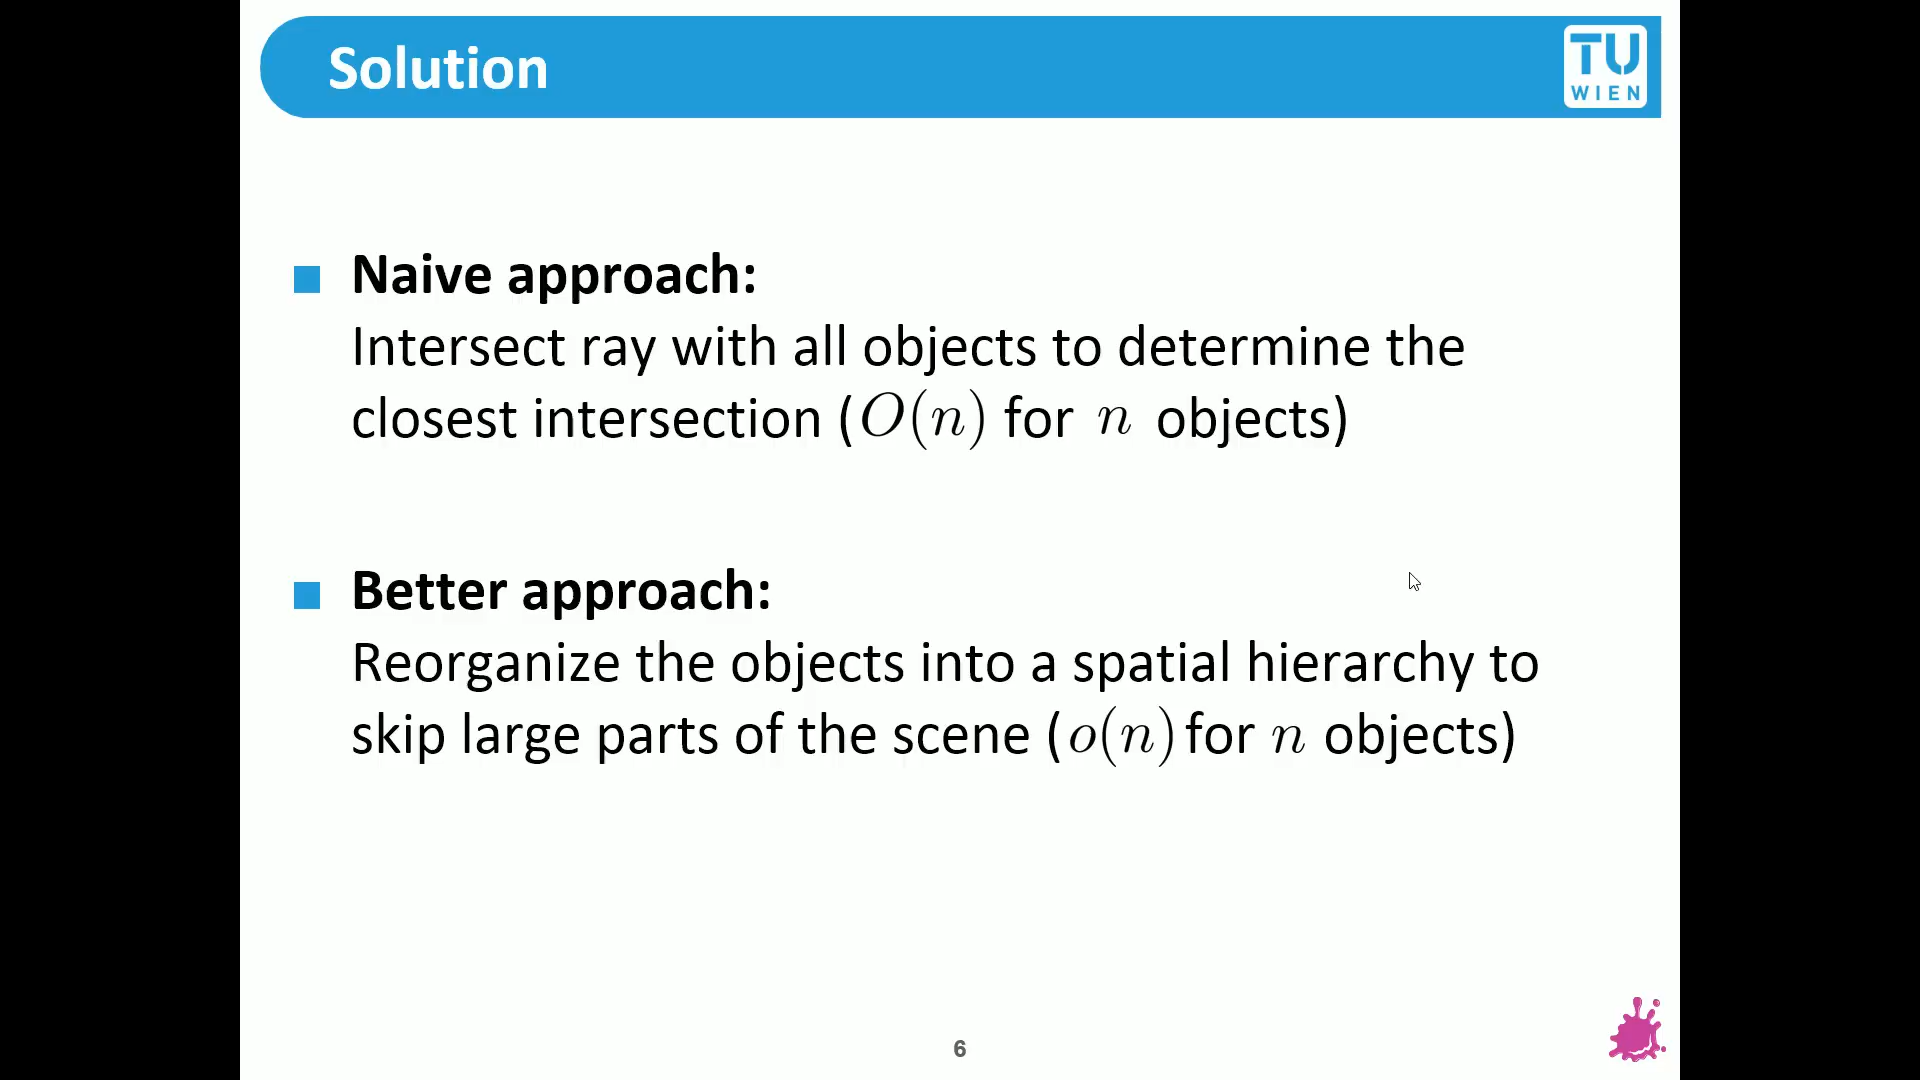 Solution
TU
WIEN
Naive approach:
Intersect ray with all objects to determine the
closest intersection (O(n) for n objects)
Better approach:
Reorganize the objects into a spatial hierarchy to
skip large parts of the scene (o(n) for n objects)
6